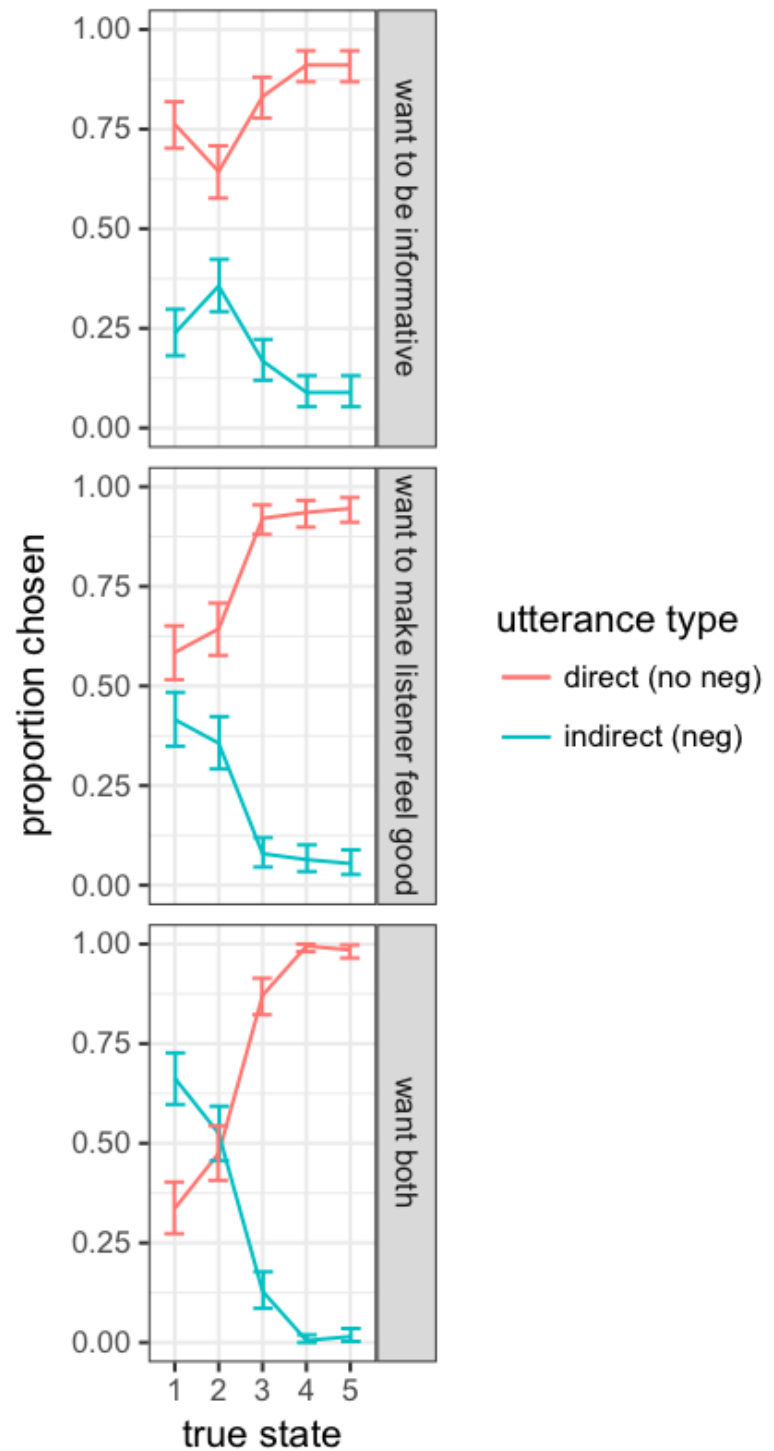 1.00
0.75
0.50
0.25
0.00
want to be informative
1.00
0.75
0.50
0.25
0.00
want to make listener feel good
1.00
0.75
0.50
0.25
0.00
want both
1 2 3 4 5
true state
proportion chosen
utterance type
direct (no neg)
indirect (neg)